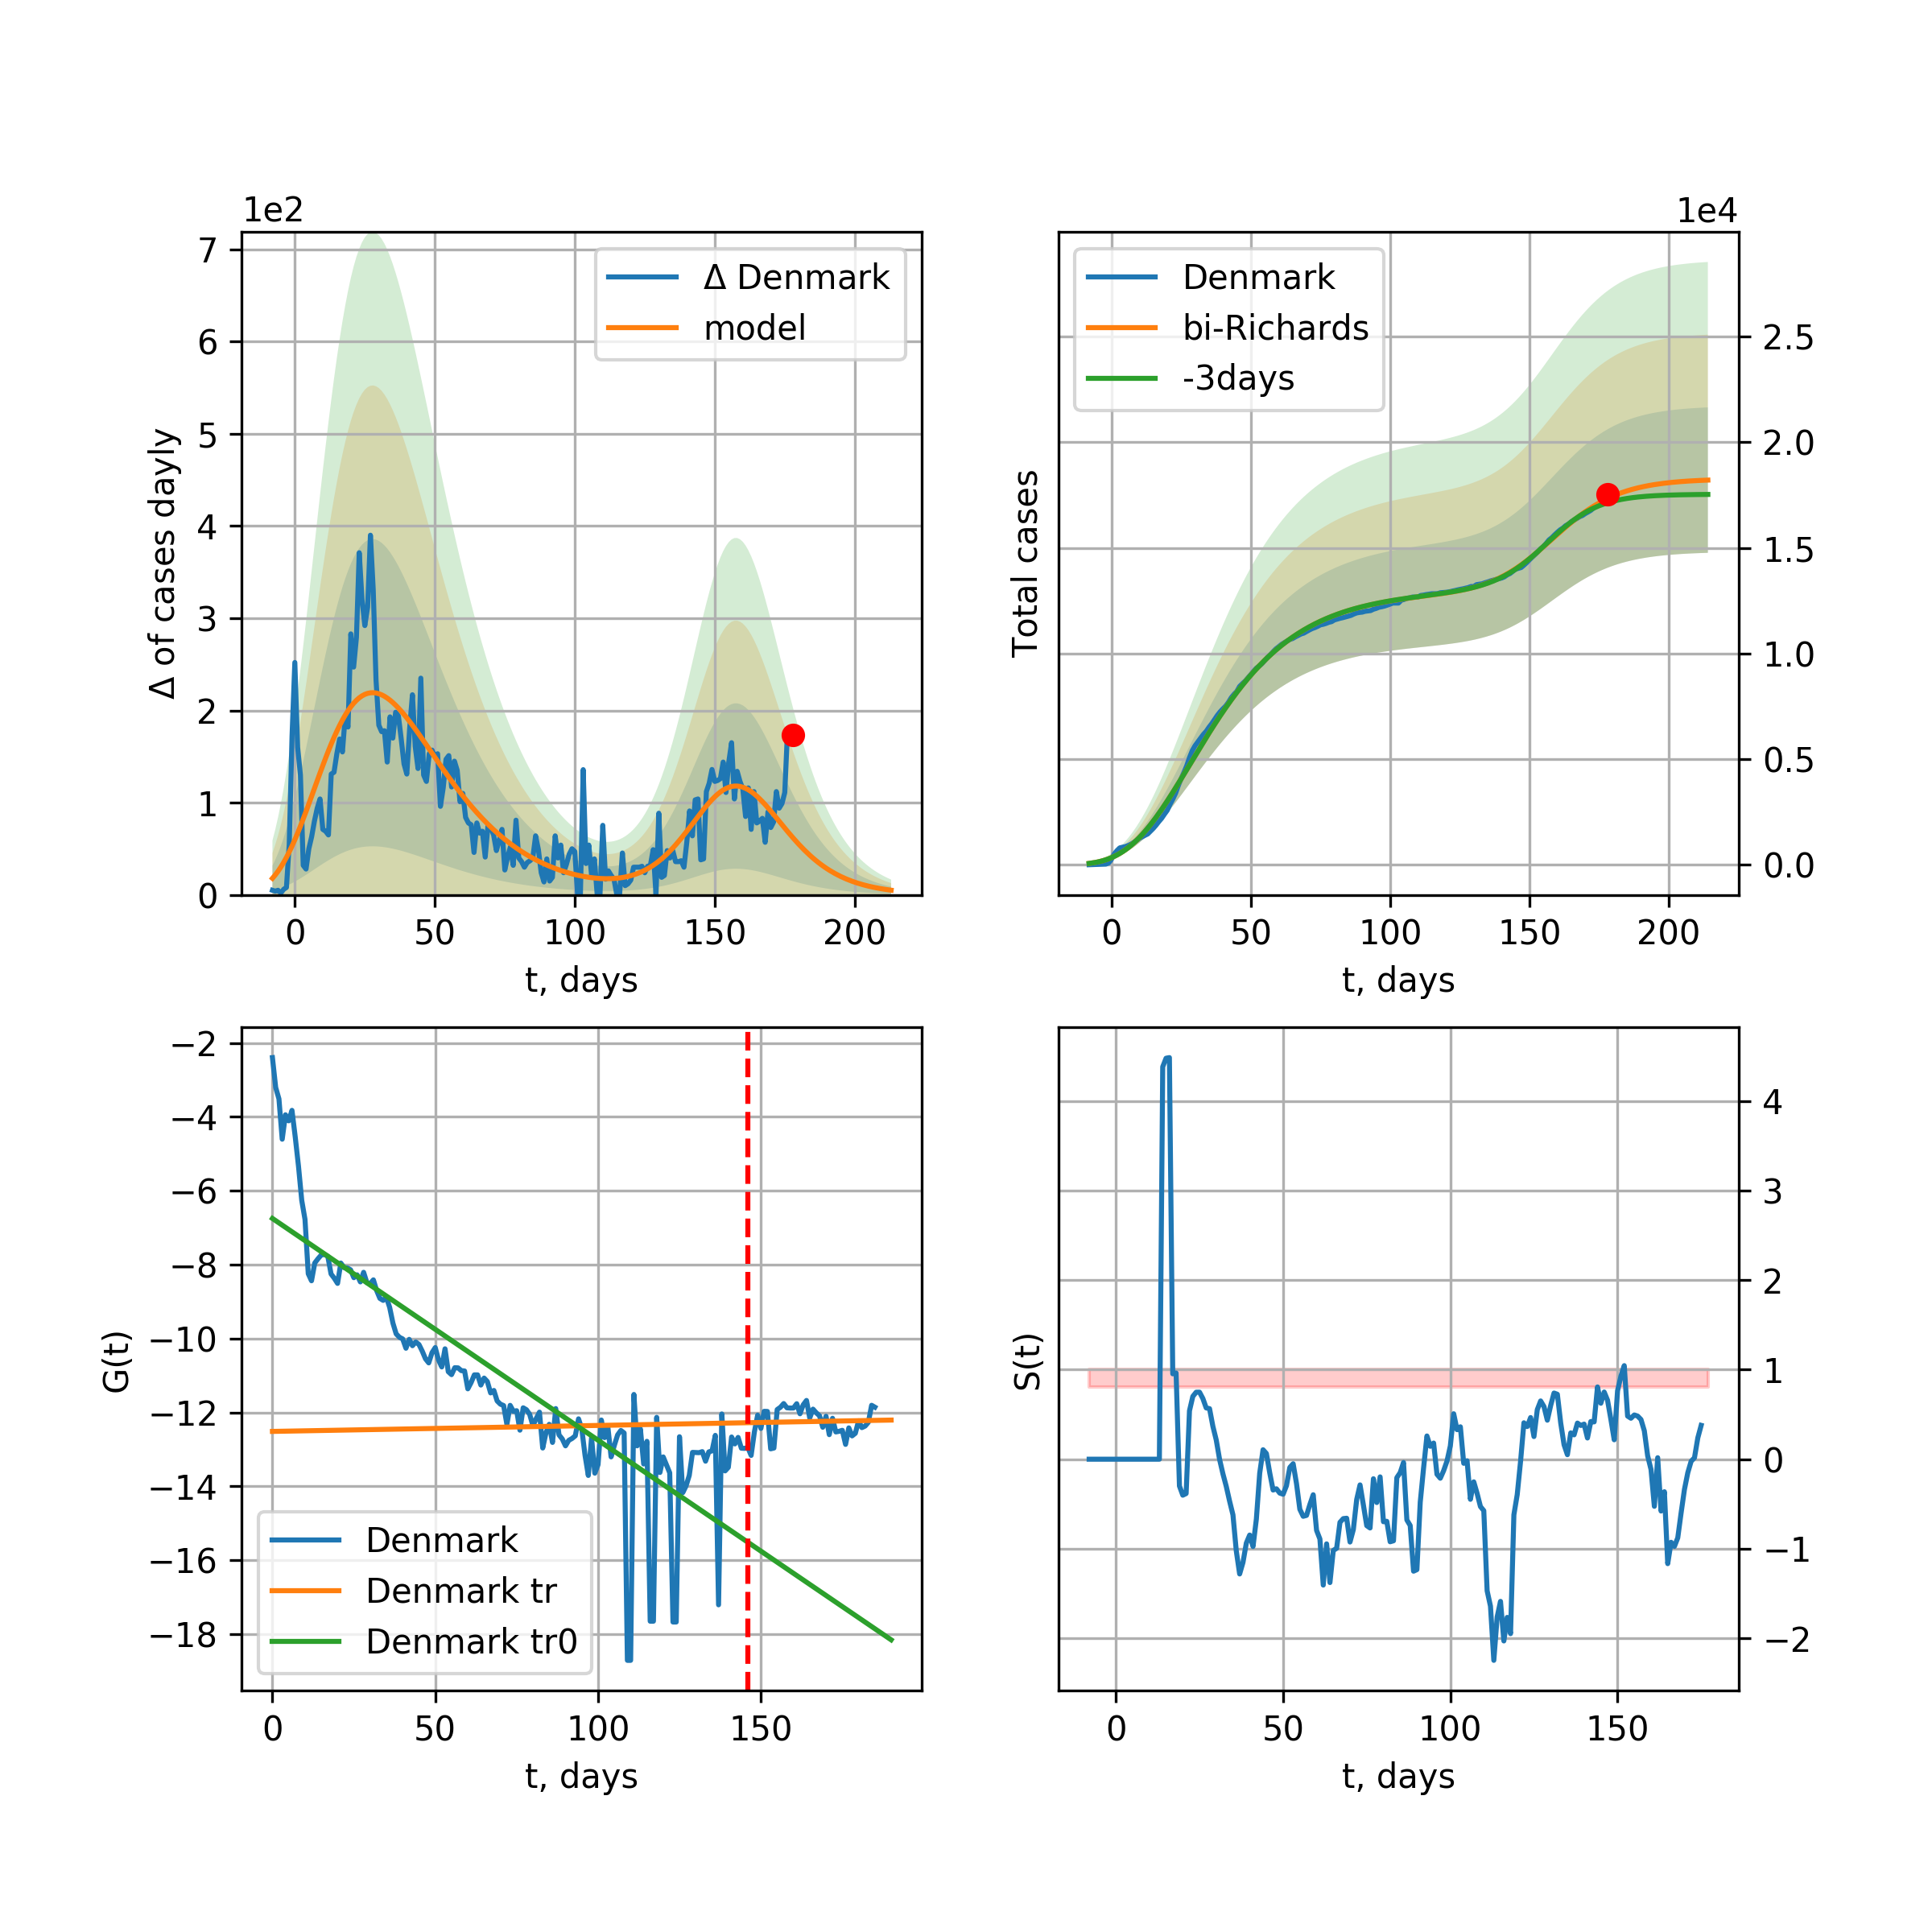 1e2
7
6
5
4
3
2
1
0
Δ of cases dayly
Δ Denmark
model
0 50 100 150 200
t, days
1e4
Total cases
Denmark
bi-Richards
-3days
2.5
2.0
1.5
1.0
0.5
0.0
0 50 100 150 200
t, days
−2
−4
−6
−8
−10
−12
−14
−16
−18
G(t)
Denmark
Denmark tr
Denmark tr0
0 50 100 150
t, days
S(t)
4
3
2
1
0
−1
−2
0 50 100 150
t, days